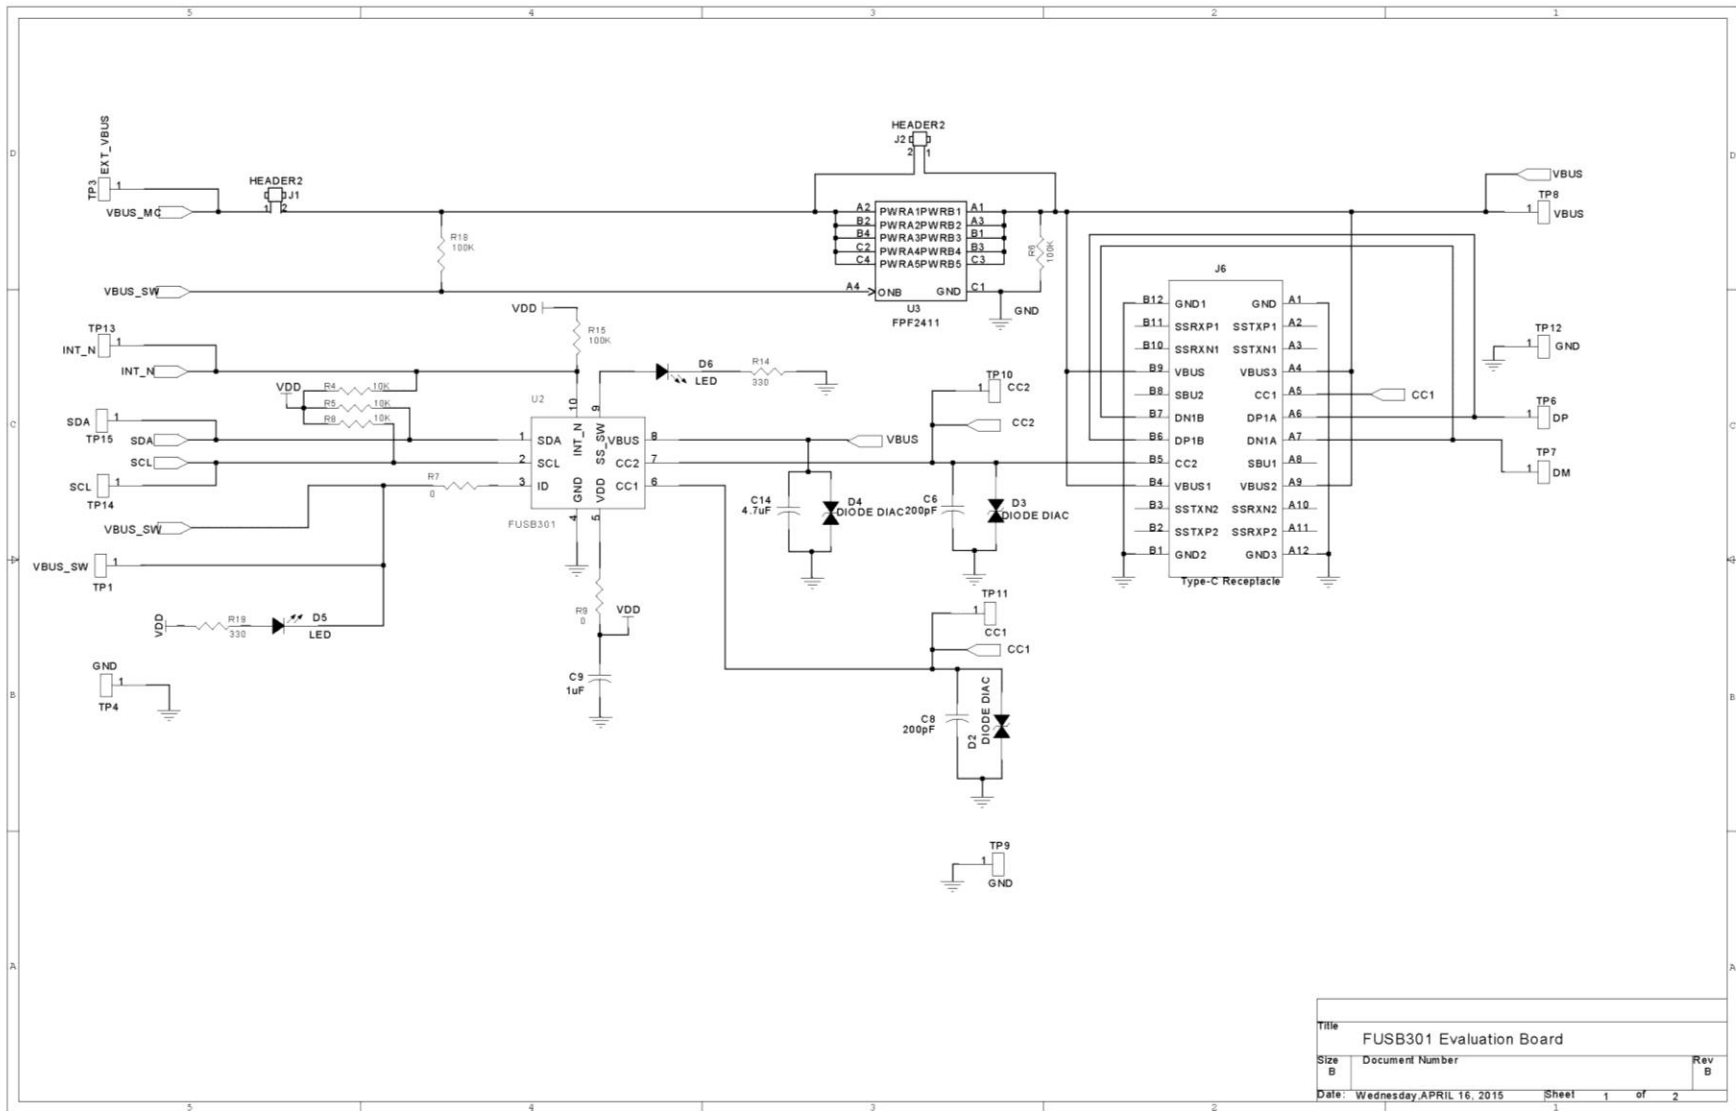 5 4 3 2 1
D
D
HEADER2
J2
2 1
EXT_VBUS
TP3
1
HEADER2
J1
1 2
VBUS_MC
VBUS
TP8
1
VBUS
R18
100K
A2 PWRA1PWRB1 A1
B2 PWRA2PWRB2 A3
B4 PWRA3PWRB3 B1
C2 PWRA4PWRB4 B3
C4 PWRA5PWRB5 C3
A4 ONB GND C1
U3
FPF2411
R6
100K
GND
VBUS_SW
VDD
R15
100K
TP13
1
INT_N
INT_N
VDD
R4 10K
R5 10K
R8 10K
D6
LED
R14
330
TP10
1
CC2
CC2
SDA
1
TP15
SDA
SCL
SCL
1
TP14
U2
10 9
1 SDA
2 SCL
3 ID
INT_N
SS_SW
GND
VDD
VBUS 8
CC2 7
CC1 6
4 5
FUSB301
VBUS
R7
0
VBUS_SW
VBUS_SW
1
TP1
C14
4.7uF
D4
DIODE DIAC
C6
200pF
D3
DIODE DIAC
J6
B12 GND1 GND A1
B11 SSRXP1 SSTXP1 A2
B10 SSRXN1 SSTXN1 A3
B9 VBUS VBUS3 A4
B8 SBU2 CC1 A5
B7 DN1B DP1A A6
B6 DP1B DN1A A7
B5 CC2 SBU1 A8
B4 VBUS1 VBUS2 A9
B3 SSTXN2 SSRXN2 A10
B2 SSTXP2 SSRXP2 A11
B1 GND2 GND3 A12
Type-C Receptacle
CC1
TP12
1
GND
TP6
1
DP
TP7
1
DM
C
C
VDD
R19
330
D5
LED
R9
0
VDD
C9
1uF
GND
1
TP4
TP11
1
CC1
CC1
C8
200pF
D2
DIODE DIAC
B
B
TP9
1
GND
A
A
Title
FUSB301 Evaluation Board
Size
B
Document Number
Rev
B
Date: Wednesday,APRIL 16, 2015 Sheet 1 of 2
5 4 3 2 1